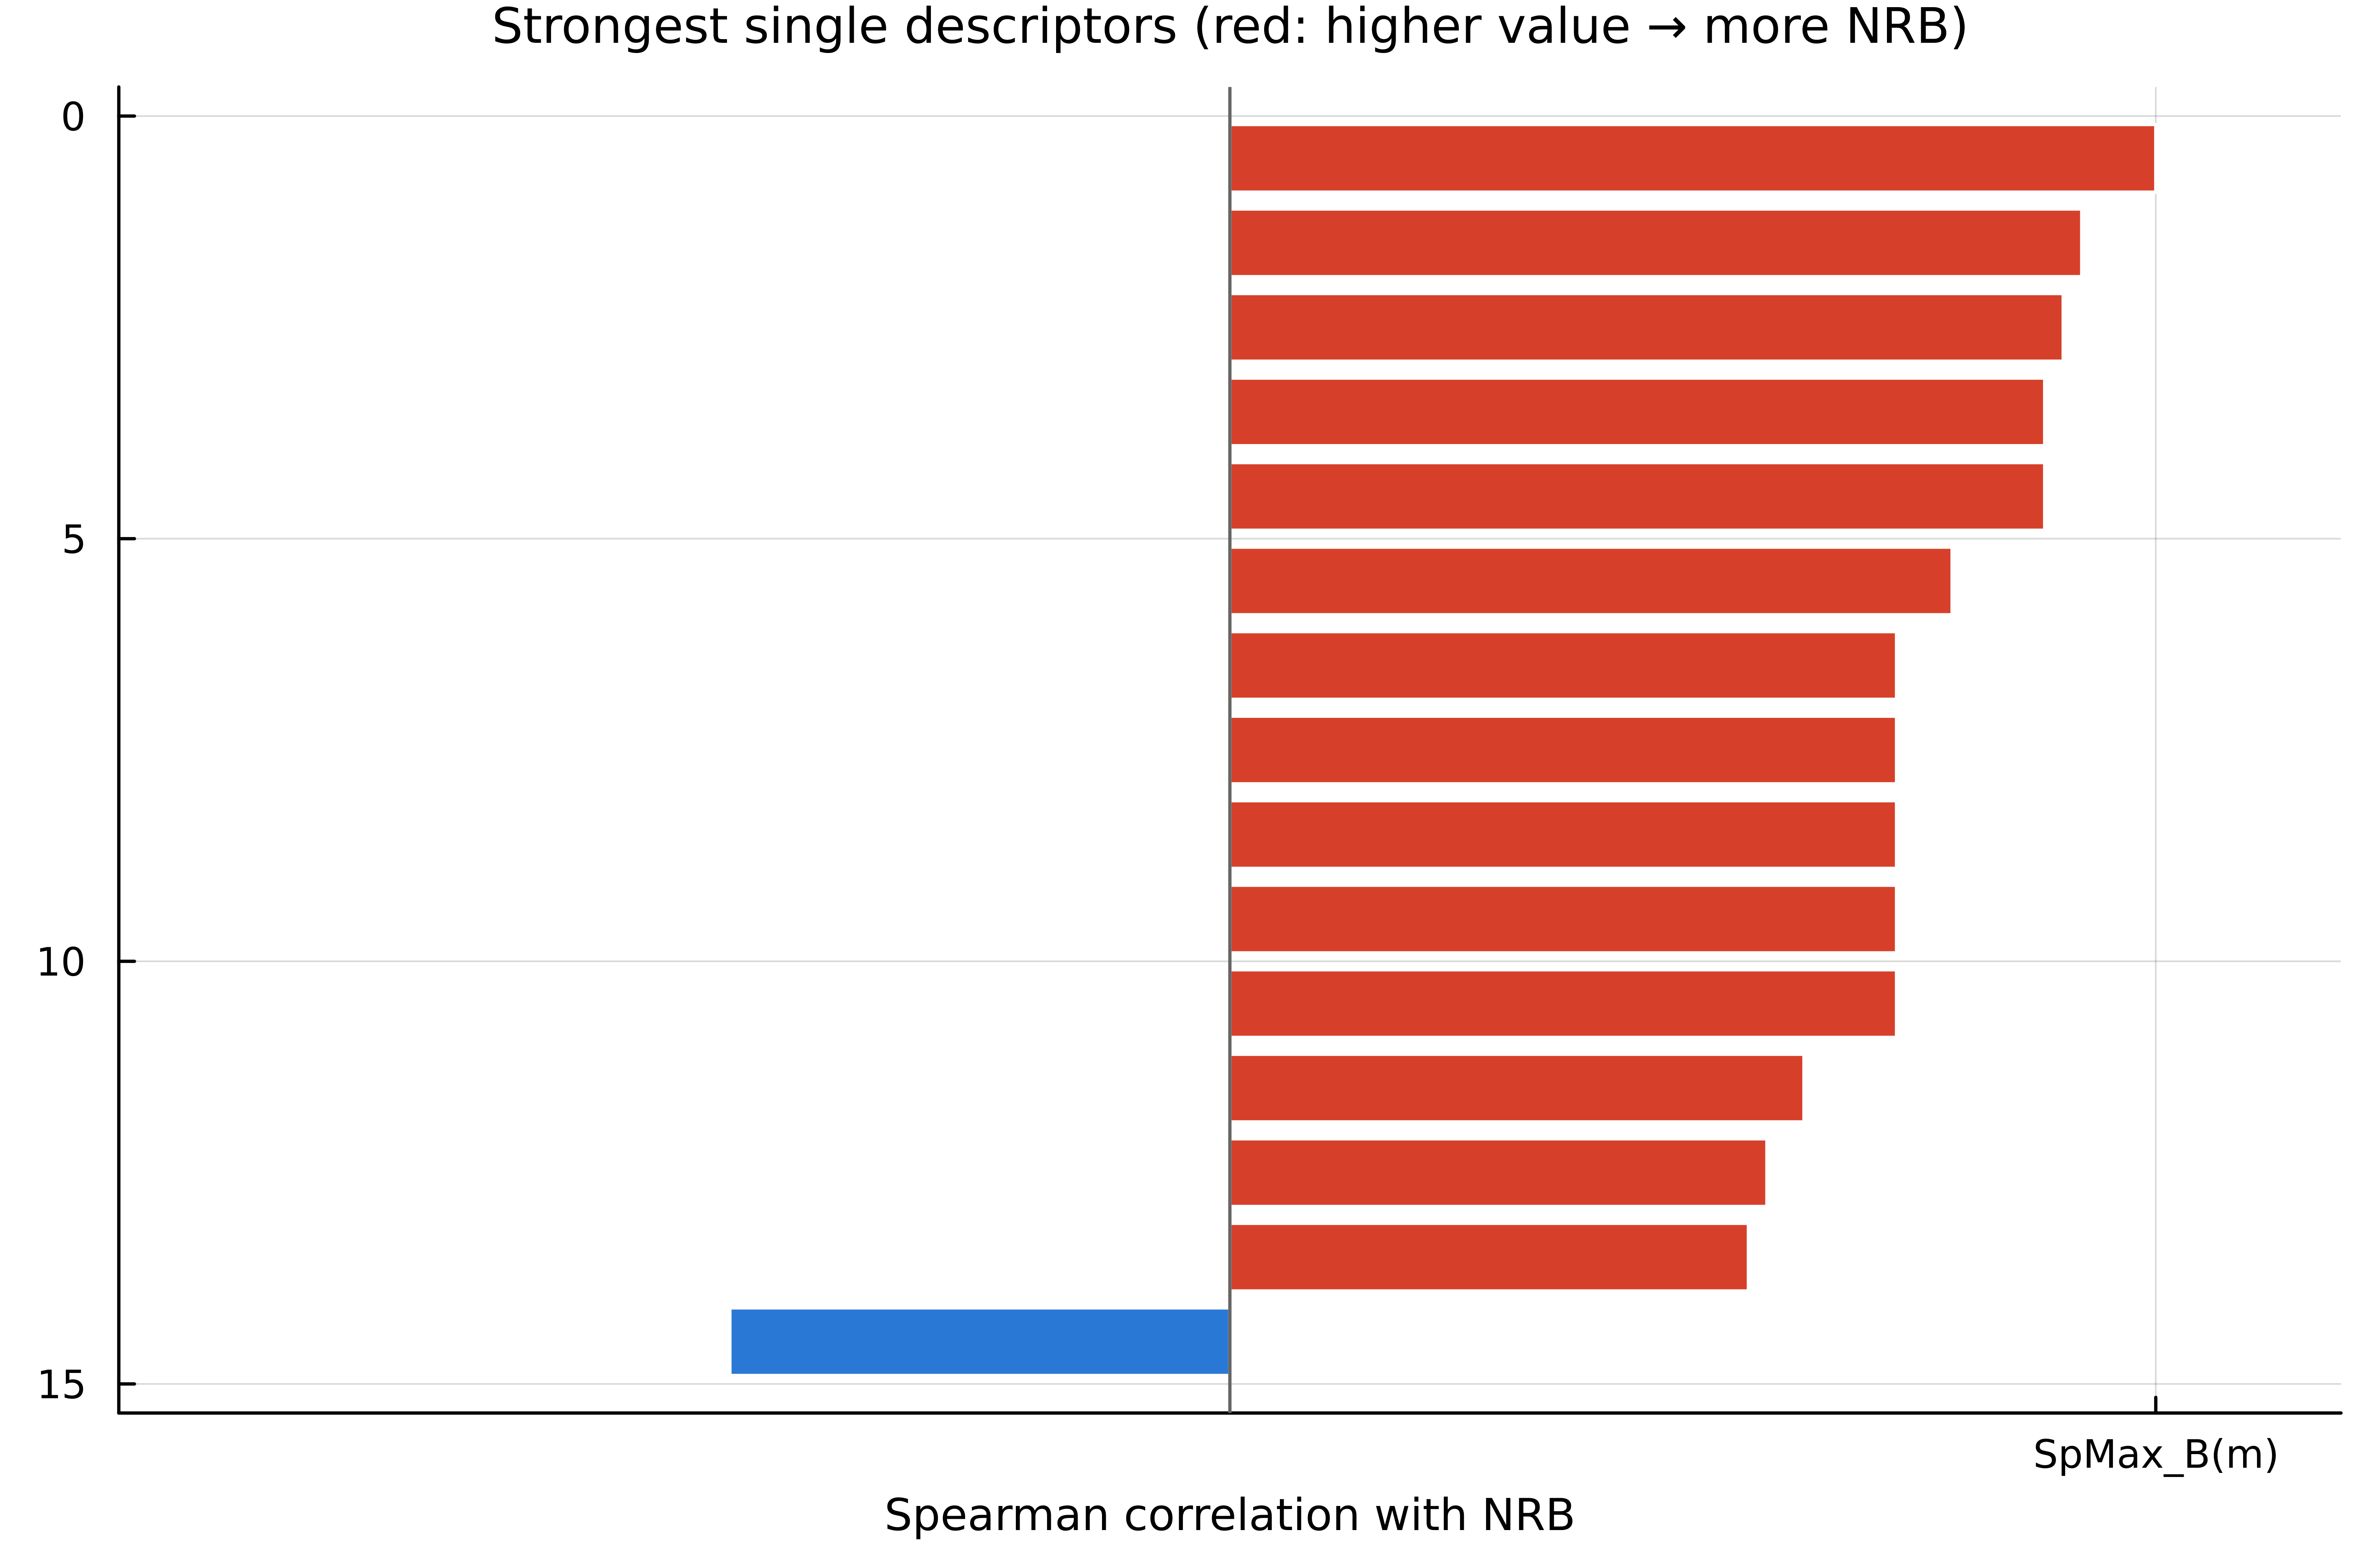 Strongest single descriptors (red: higher value → more NRB)
0
5
10
15
SpMax_B(m)
Spearman correlation with NRB